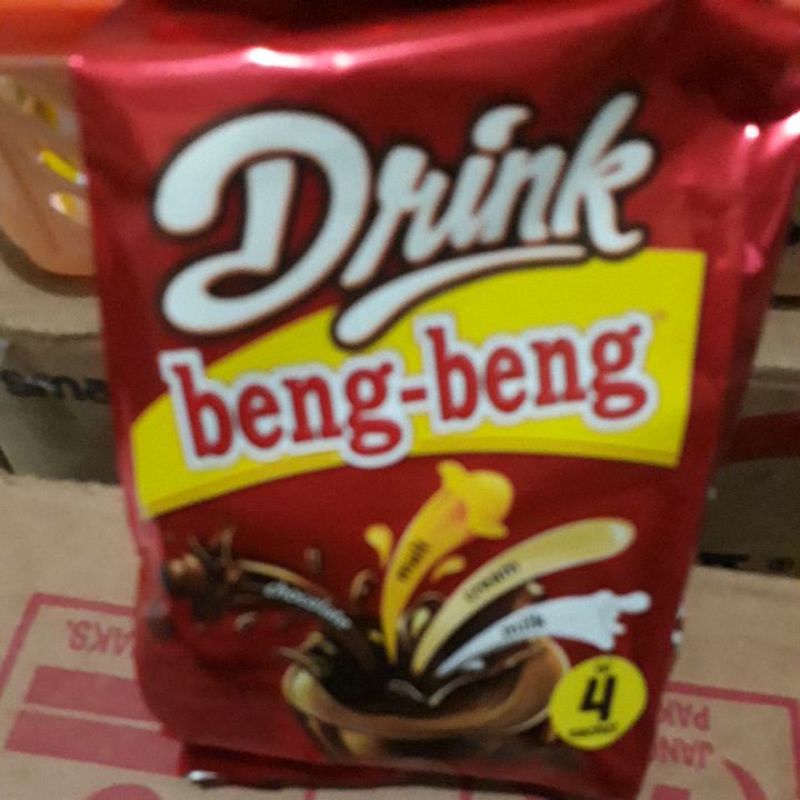 Drink
beng-beng
malt
cream
chocolate
milk
4